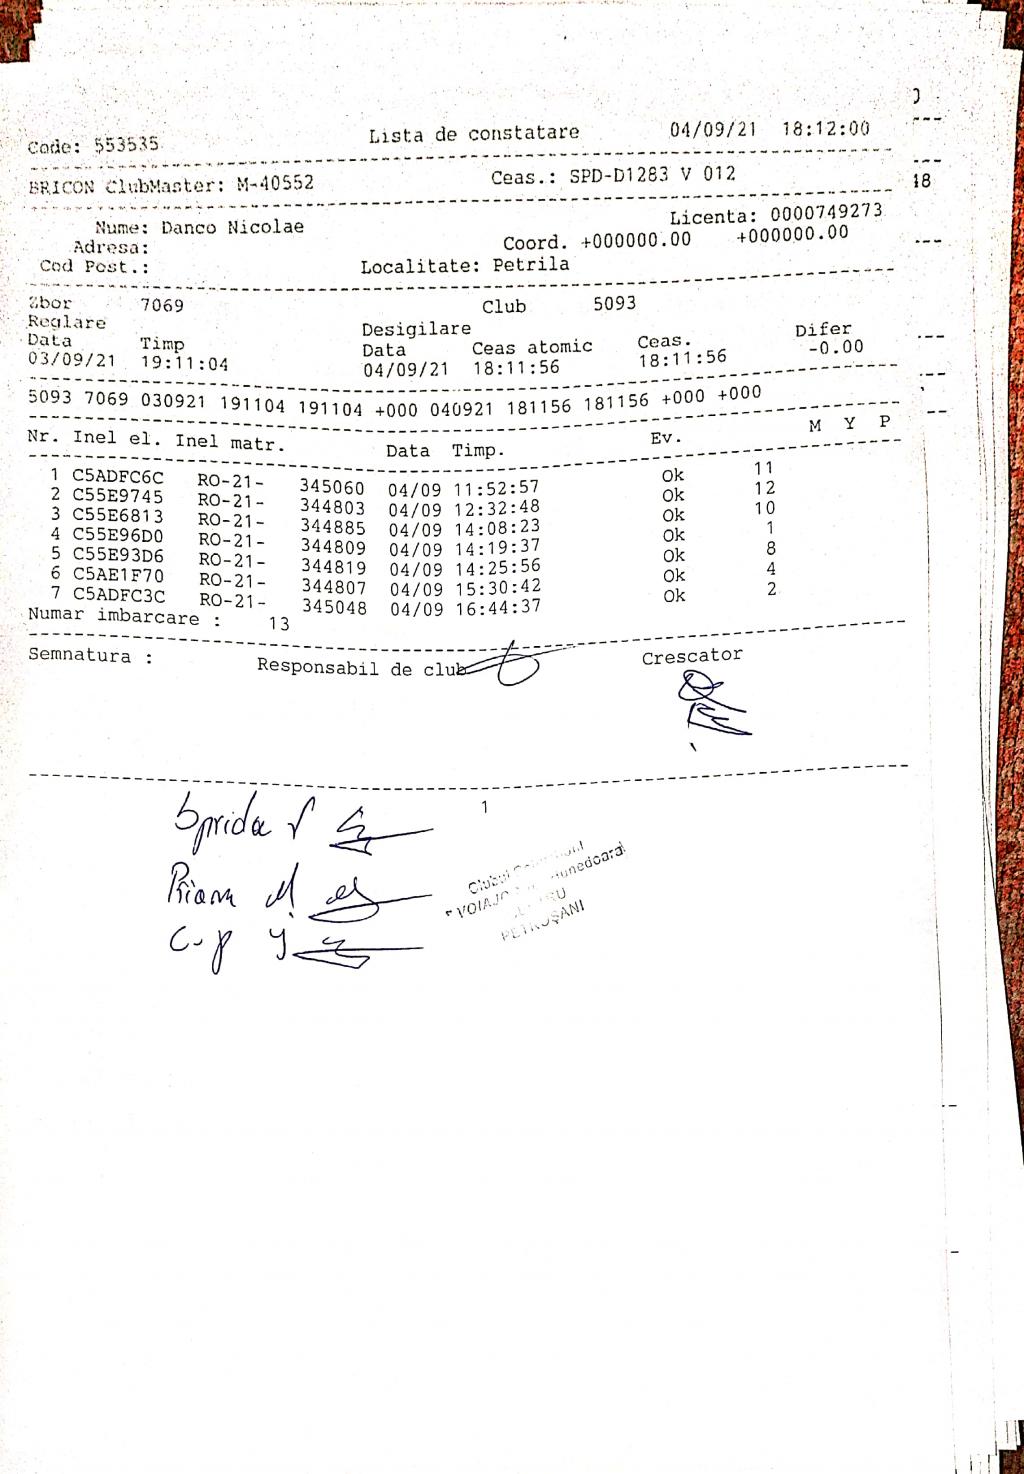 Code: 553535 Lista de constatare 04/09/21 18:12:00
BRICON ClubMaster: M-40552 Ceas.: SPD-D1283 V 012
Nume: Danco Nicolae Licenta: 0000749273
Adresa: Coord. +000000.00 +000000.00
Cod Post.: Localitate: Petrila
Zbor 7069 Club 5093
Reglare Desigilare
Data Timp Data Ceas atomic Ceas. Difer
03/09/21 19:11:04 04/09/21 18:11:56 18:11:56 -0.00
5093 7069 030921 191104 191104 +000 040921 181156 181156 +000 +000
Nr. Inel el. Inel matr. Data Timp. Ev. M Y P
1 C5ADFC6C RO-21- 345060 04/09 11:52:57 Ok 11
2 C55E9745 RO-21- 344803 04/09 12:32:48 Ok 12
3 C55E6813 RO-21- 344885 04/09 14:08:23 Ok 10
4 C55E96D0 RO-21- 344809 04/09 14:19:37 Ok 1
5 C55E93D6 RO-21- 344819 04/09 14:25:56 Ok 8
6 C5AE1F70 RO-21- 344807 04/09 15:30:42 Ok 4
7 C5ADFC3C RO-21- 345048 04/09 16:44:37 Ok 2
Numar imbarcare : 13
Semnatura : Responsabil de club Crescator
1
Clubul
PETROȘANI
18